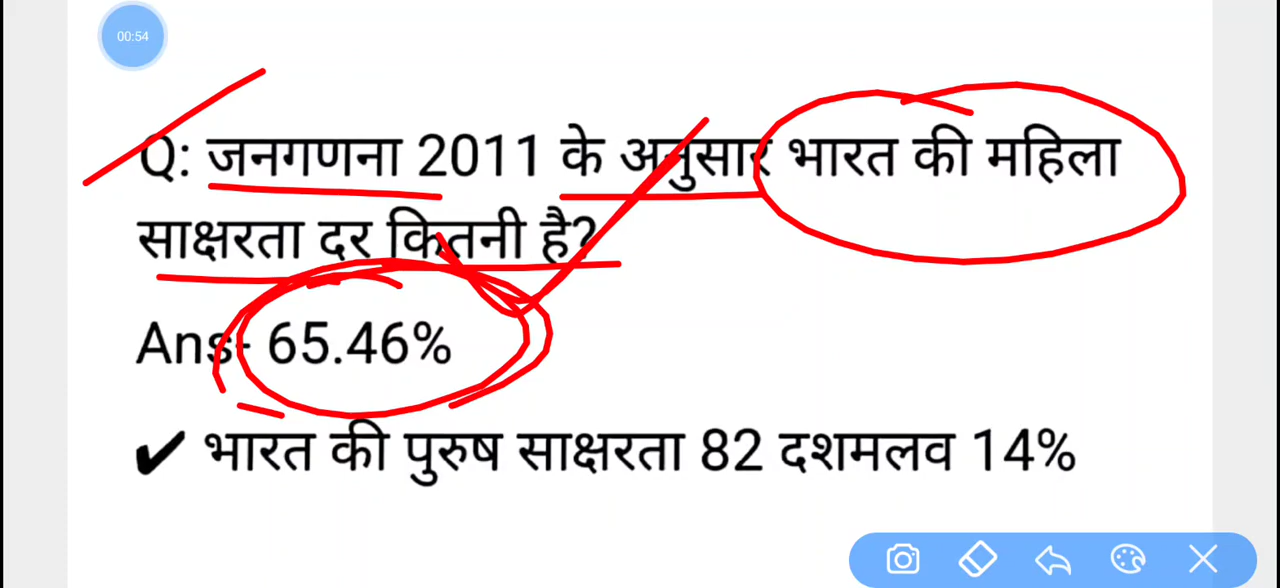 00:54
Q: जनगणना 2011 के अनुसार भारत की महिला
साक्षरता दर कितनी है?
Ans- 65.46%
✔ भारत की पुरुष साक्षरता 82 दशमलव 14%